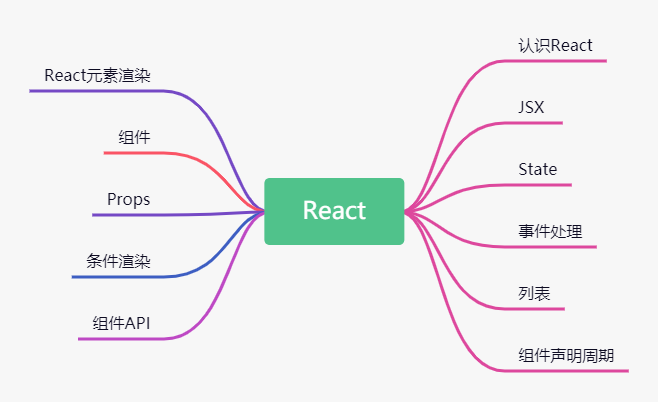 React
React元素渲染
组件
Props
条件渲染
组件API
认识React
JSX
State
事件处理
列表
组件声明周期